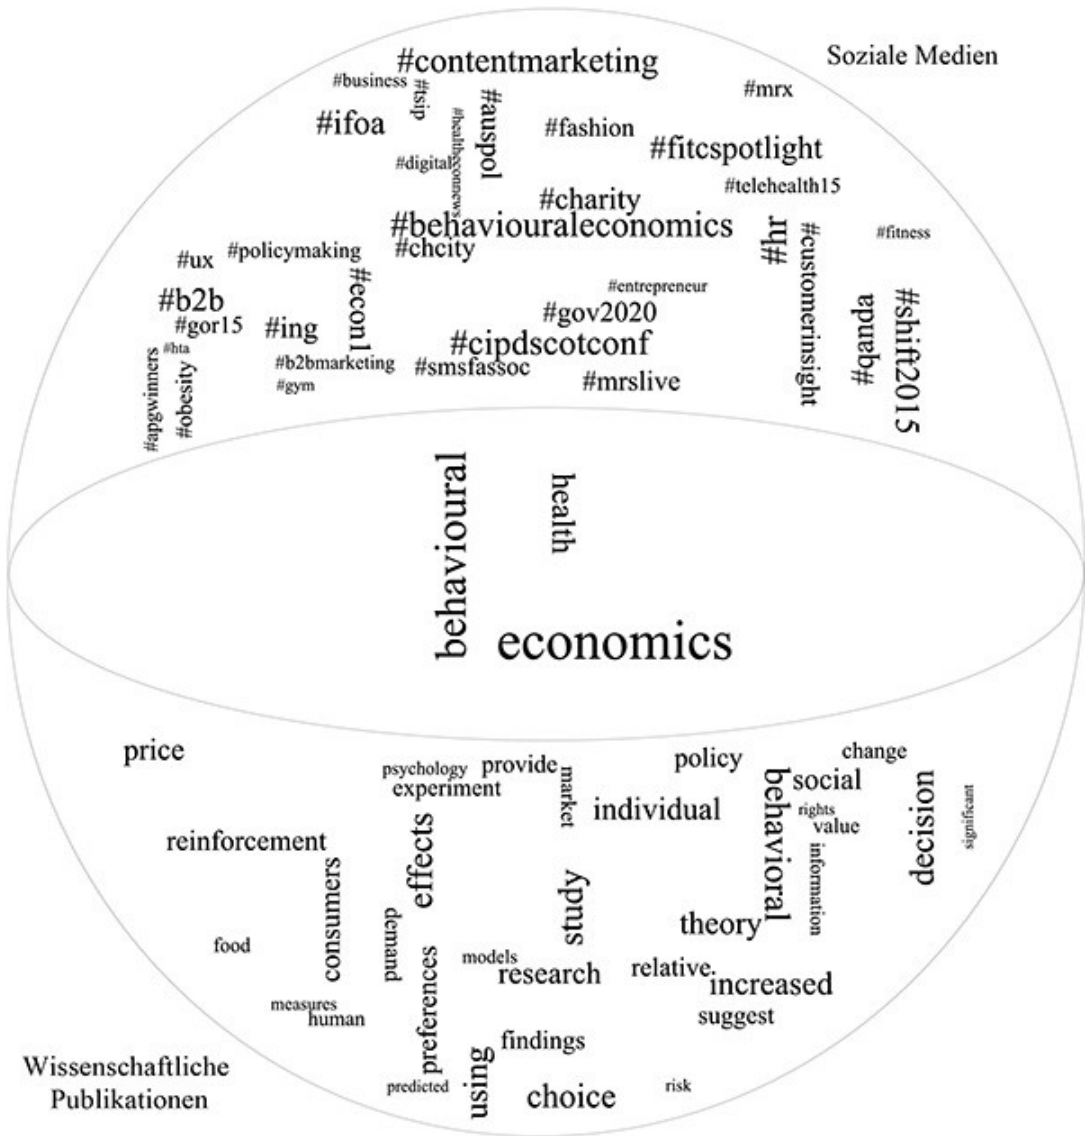 Soziale Medien
#contentmarketing
#business
#tsip
#mrx
#ifoa
#healtheconnews
#auspol
#fashion
#fitcspotlight
#digital
#telehealth15
#charity
#behaviouraleconomics
#hr
#customerinsight
#fitness
#chcity
#policymaking
#ux
#econ1
#entrepreneur
#b2b
#gov2020
#qbupa
#shift2015
#gor15
#ing
#cipdscotconf
#hta
#b2bmarketing
#smsfassoc
#mrslive
#gym
#apgwinners
#obesity
behavioural
health
economics
price
psychology
provide
market
policy
change
experiment
behavioral
social
decision
significant
individual
rights
value
reinforcement
effects
information
consumers
study
theory
demand
food
preferences
models
research
relative
increased
measures
human
suggest
findings
using
predicted
choice
risk
Wissenschaftliche
Publikationen